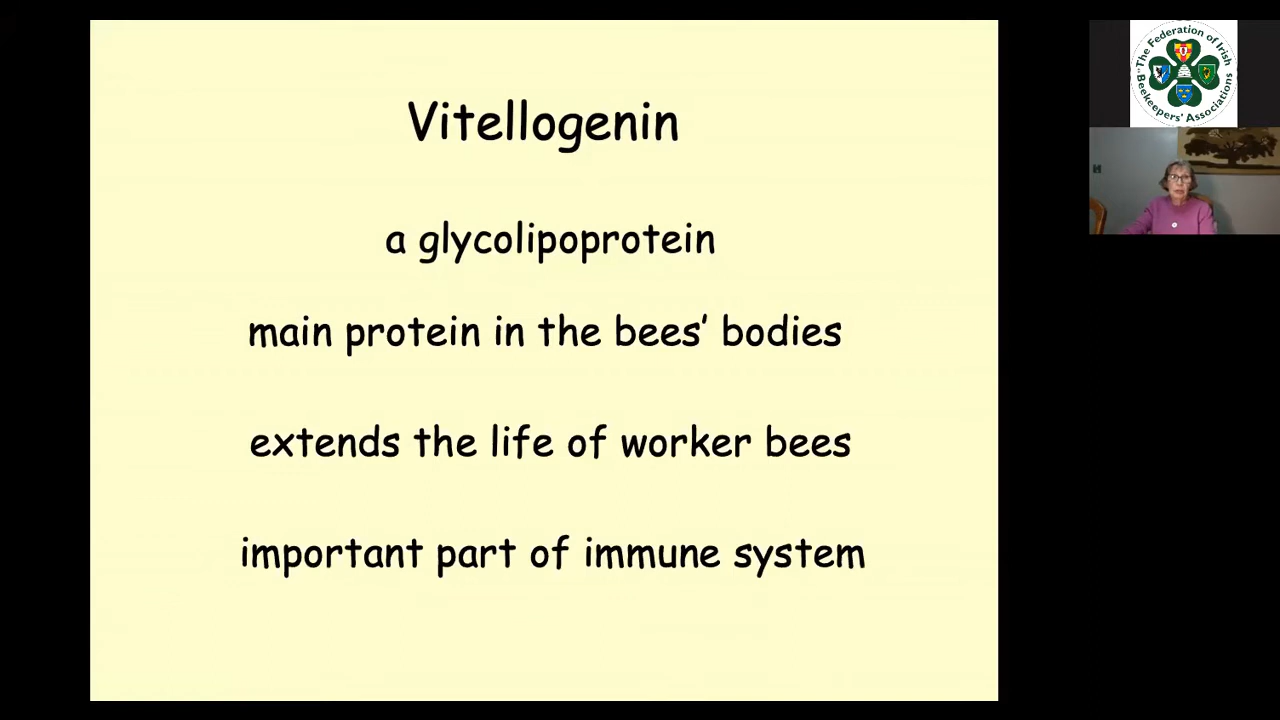 Vitellogenin
a glycolipoprotein
main protein in the bees’ bodies
extends the life of worker bees
important part of immune system
"The Federation of Irish
Beekeepers' Associations"